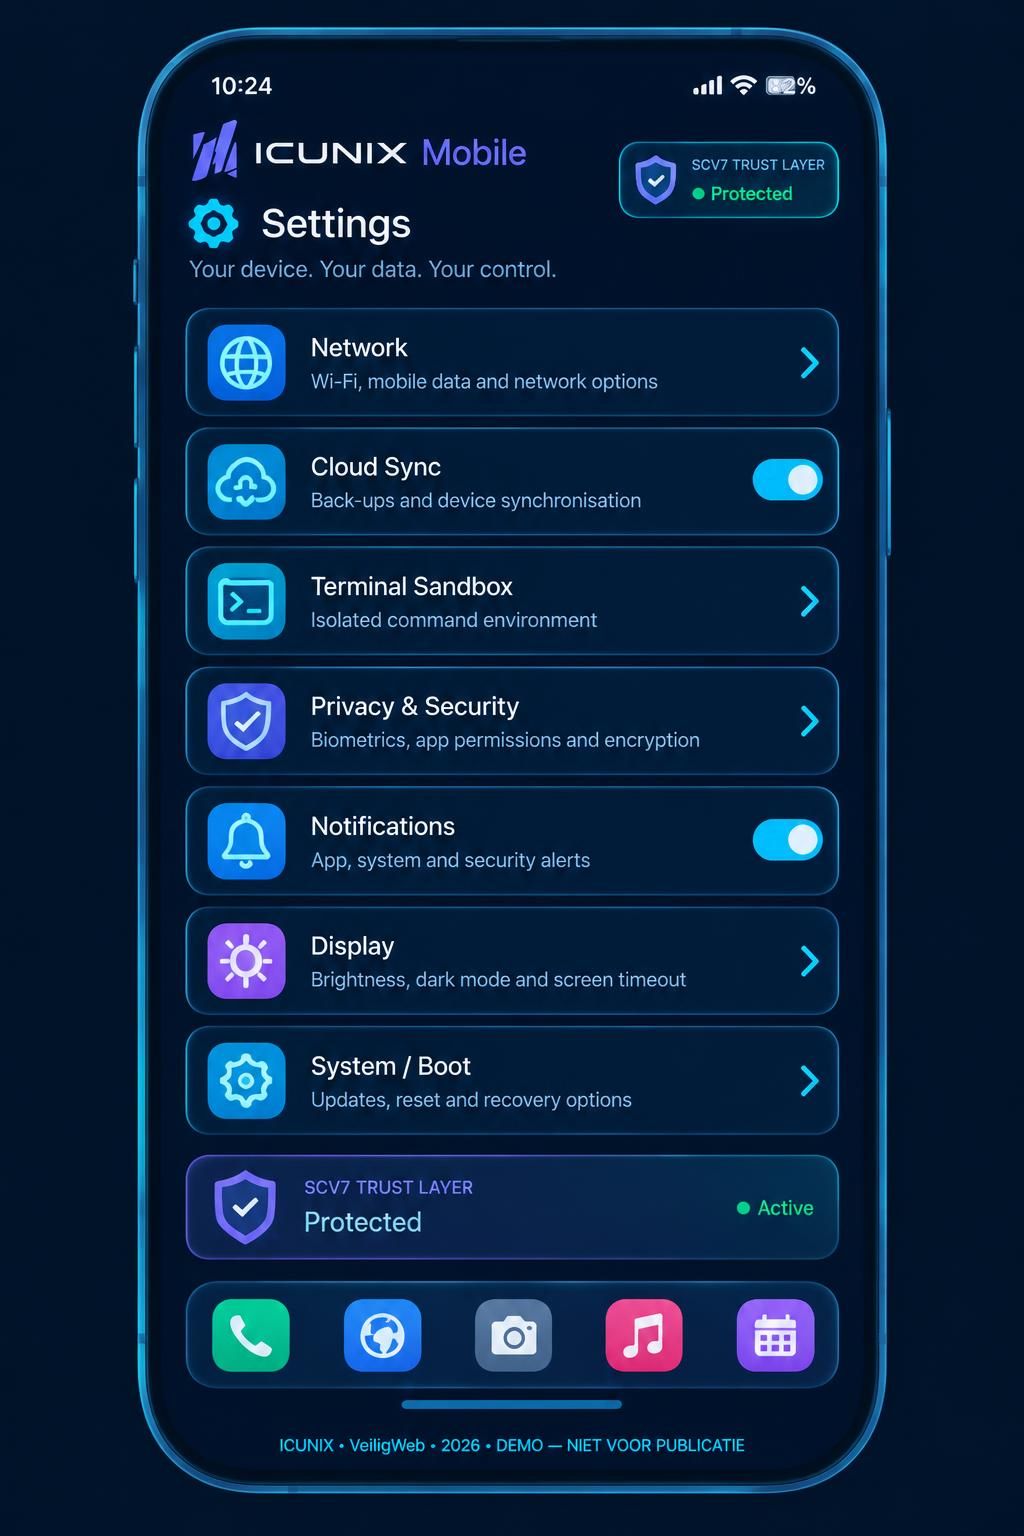 10:24
ICUNIX Mobile
SCV7 TRUST LAYER
Protected
Settings
Your device. Your data. Your control.
Network
Wi-Fi, mobile data and network options
Cloud Sync
Back-ups and device synchronisation
Terminal Sandbox
Isolated command environment
Privacy & Security
Biometrics, app permissions and encryption
Notifications
App, system and security alerts
Display
Brightness, dark mode and screen timeout
System / Boot
Updates, reset and recovery options
SCV7 TRUST LAYER
Protected
Active
ICUNIX • VeiligWeb • 2026 • DEMO — NIET VOOR PUBLICATIE